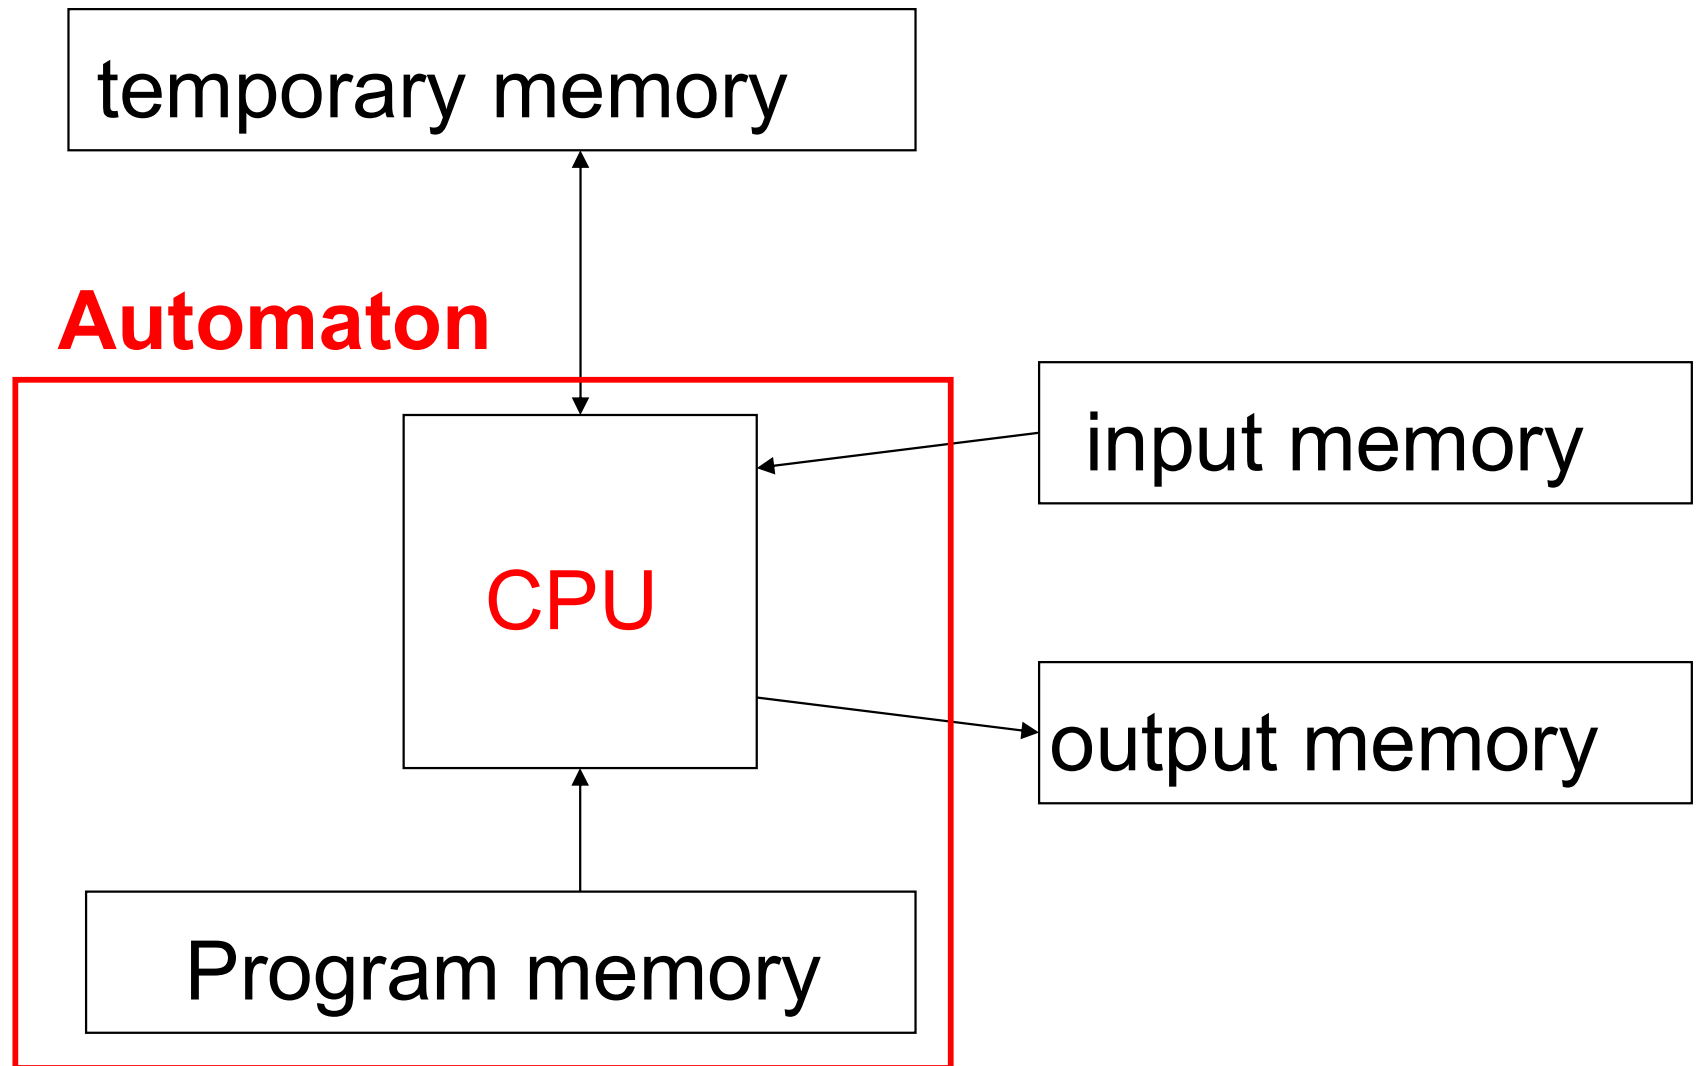 temporary memory
Automaton
input memory
CPU
output memory
Program memory